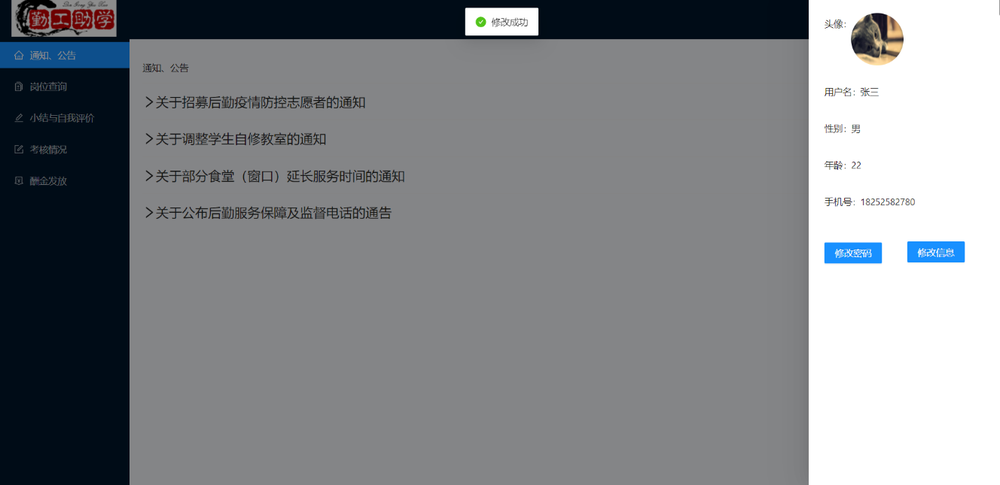 勤工助学
修改成功
通知、公告
岗位查询
小结与自我评价
考核情况
酬金发放
通知、公告
关于招募后勤疫情防控志愿者的通知
关于调整学生自修教室的通知
关于部分食堂（窗口）延长服务时间的通知
关于公布后勤服务保障及监督电话的通告
头像:
用户名: 张三
性别: 男
年龄: 22
手机号: 18252582780
修改密码
修改信息